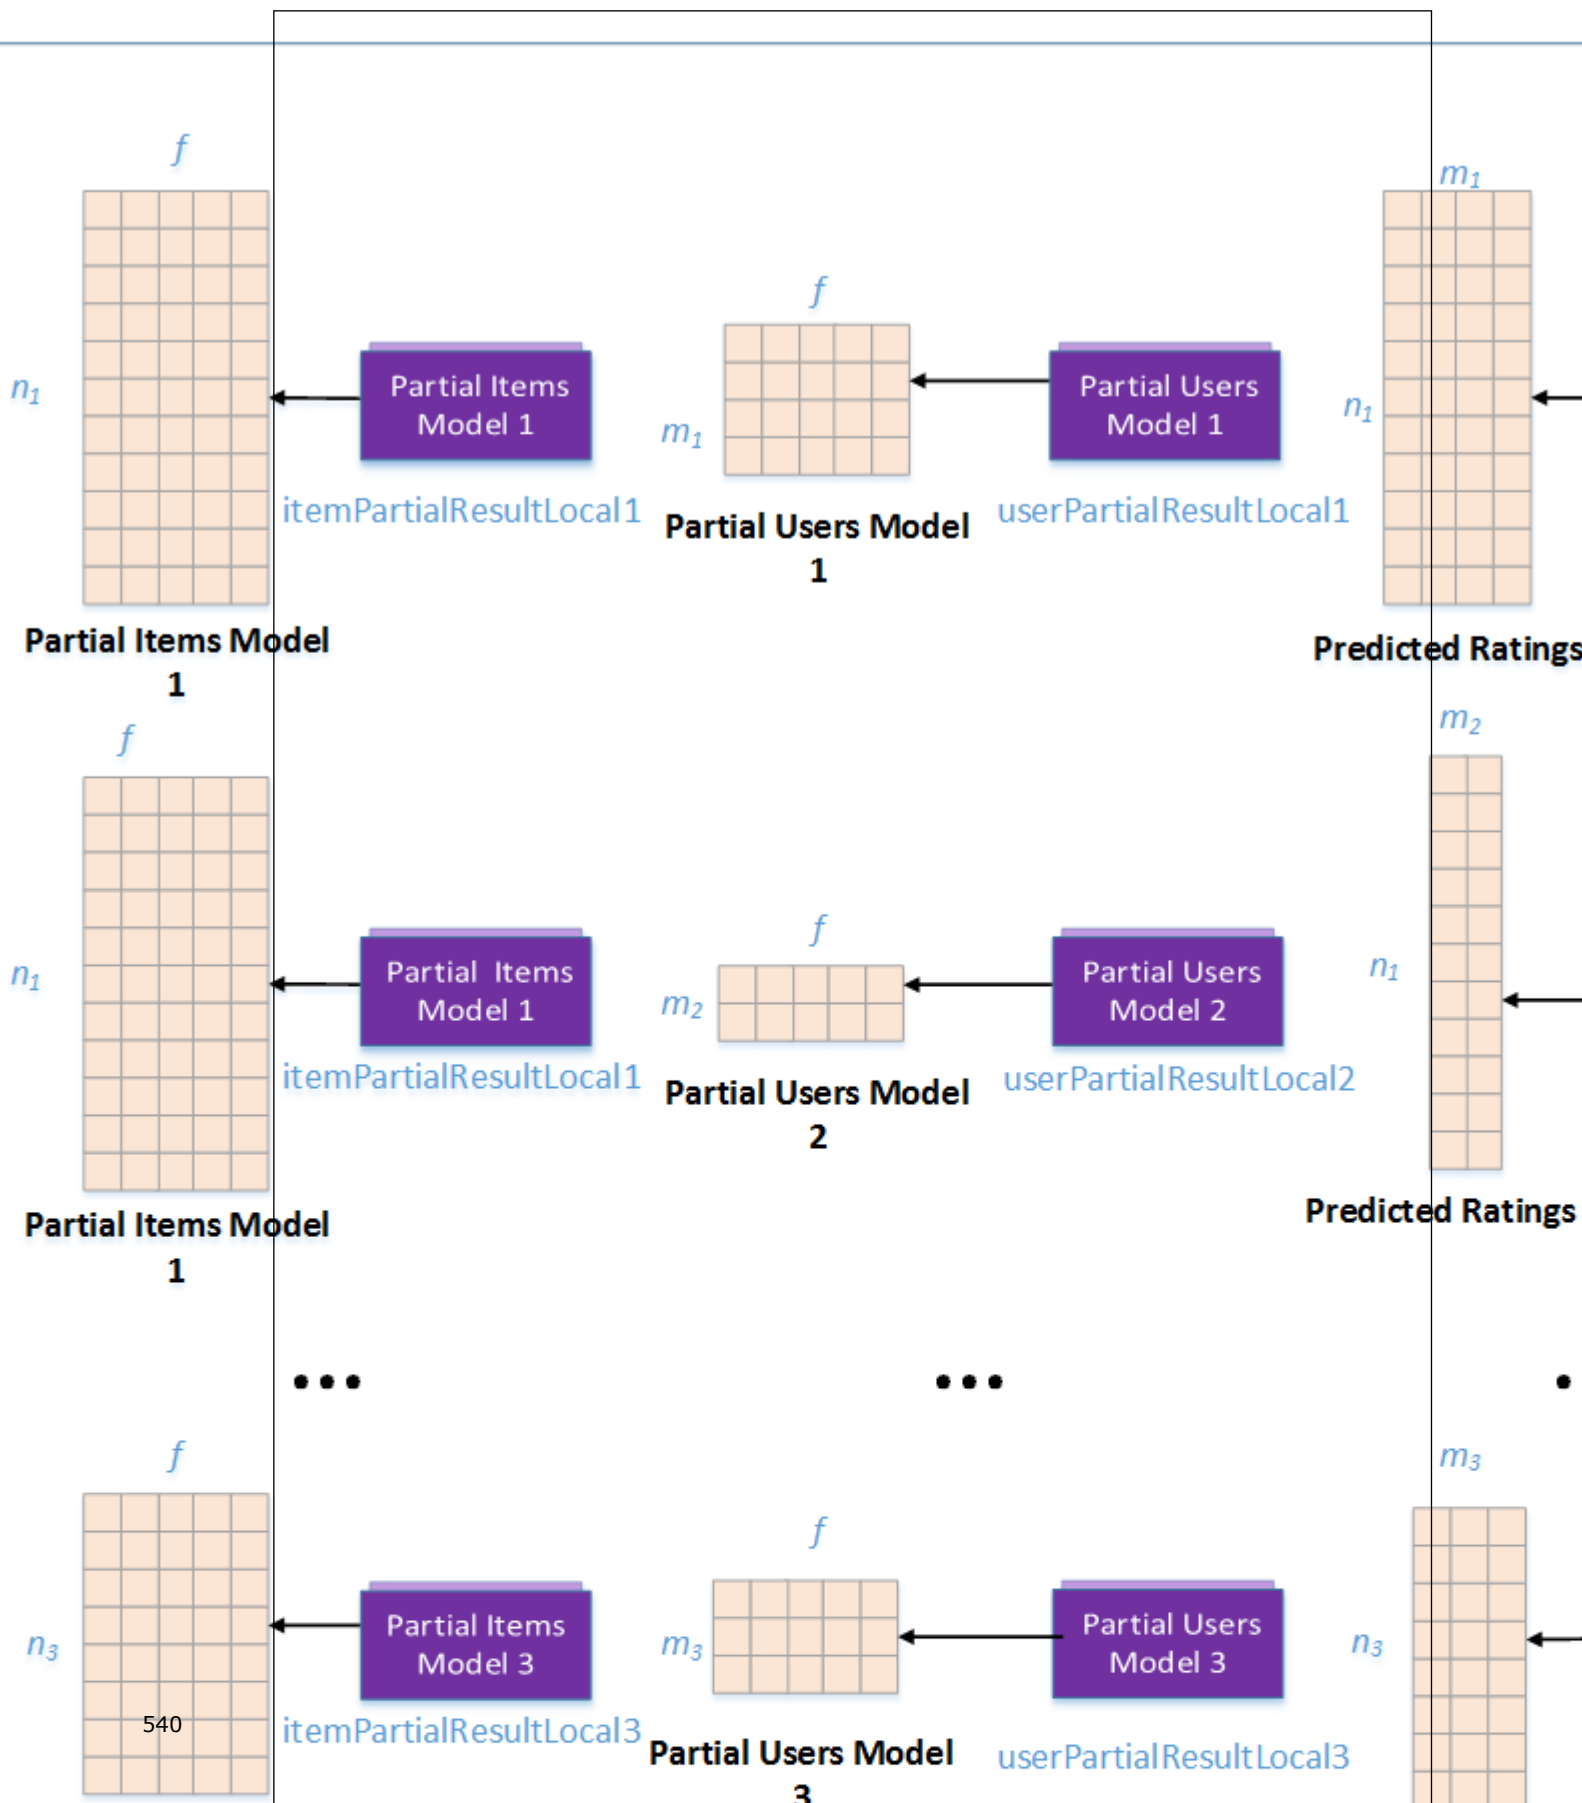 f
m1
f
n1
Partial Items
Model 1
m1
Partial Users
Model 1
n1
itemPartialResultLocal1
Partial Users Model
1
userPartialResultLocal1
Partial Items Model
1
Predicted Ratings
f
m2
f
n1
Partial  Items
Model 1
m2
Partial Users
Model 2
n1
itemPartialResultLocal1
Partial Users Model
2
userPartialResultLocal2
Partial Items Model
1
Predicted Ratings
...
...
f
m3
f
n3
Partial Items
Model 3
m3
Partial Users
Model 3
n3
540
itemPartialResultLocal3
Partial Users Model
3
userPartialResultLocal3